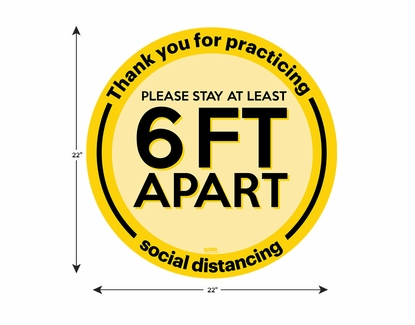 Thank you for practicing
PLEASE STAY AT LEAST
6 FT
APART
social distancing
22"
22"